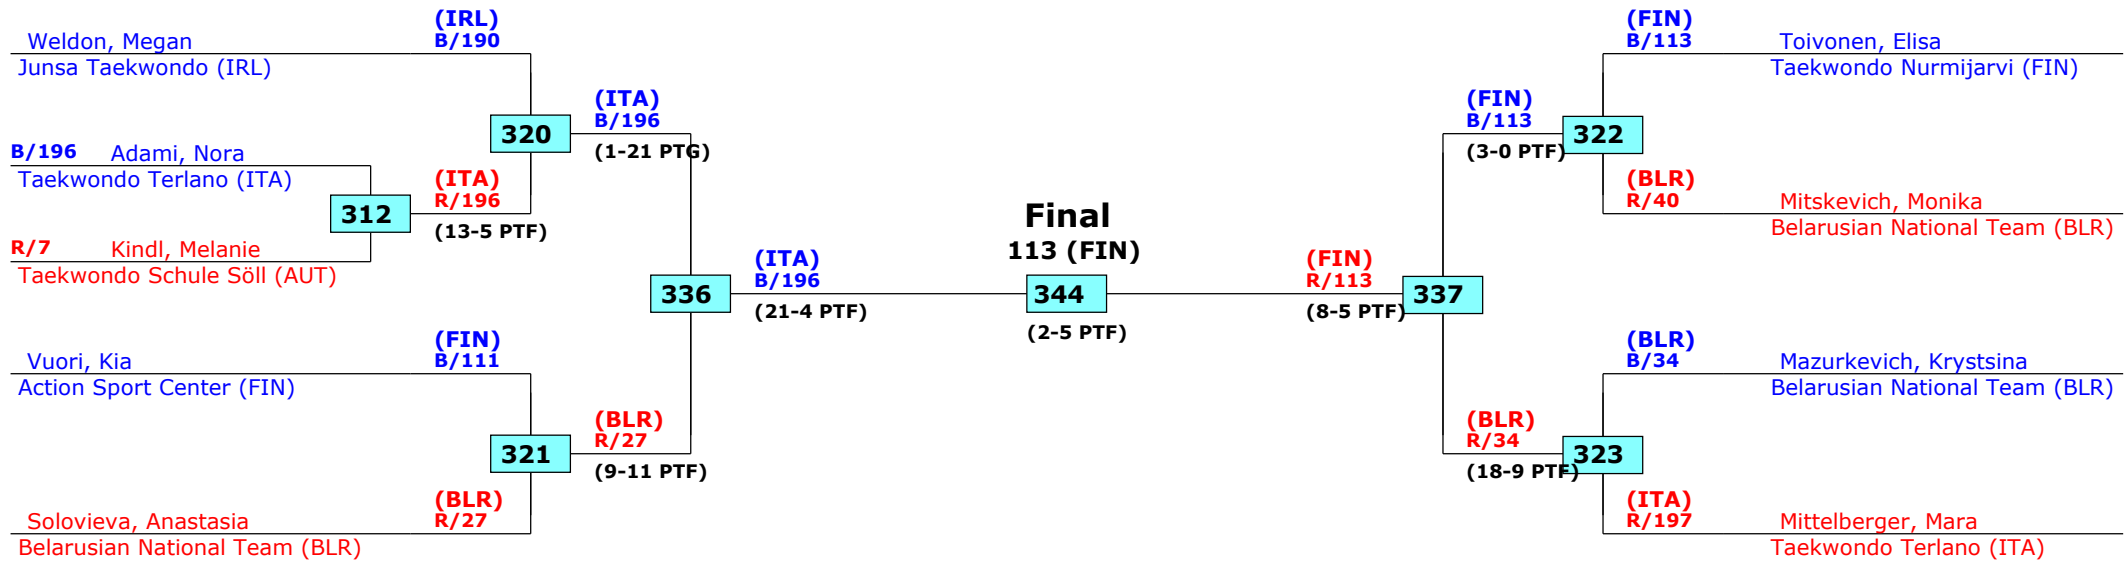 (IRL)
Weldon, Megan B/190
Junsa Taekwondo (IRL)
320
(ITA)
B/196
(1-21 PTG)
B/196 Adami, Nora
Taekwondo Terlano (ITA)
312
(ITA)
R/196
(13-5 PTF)
R/7 Kindl, Melanie
Taekwondo Schule Söll (AUT)
336
(ITA)
B/196
(21-4 PTF)
(FIN)
Vuori, Kia B/111
Action Sport Center (FIN)
321
(BLR)
R/27
(9-11 PTF)
(BLR)
Solovieva, Anastasia R/27
Belarusian National Team (BLR)
Final
113 (FIN)
344
(2-5 PTF)
(FIN)
B/113 Toivonen, Elisa
Taekwondo Nurmijarvi (FIN)
(FIN)
B/113
(3-0 PTF)
322
(BLR)
R/40 Mitskevich, Monika
Belarusian National Team (BLR)
(FIN)
R/113
(8-5 PTF)
337
(BLR)
B/34 Mazurkevich, Krystsina
Belarusian National Team (BLR)
(BLR)
R/34
(18-9 PTF)
323
(ITA)
R/197 Mittelberger, Mara
Taekwondo Terlano (ITA)